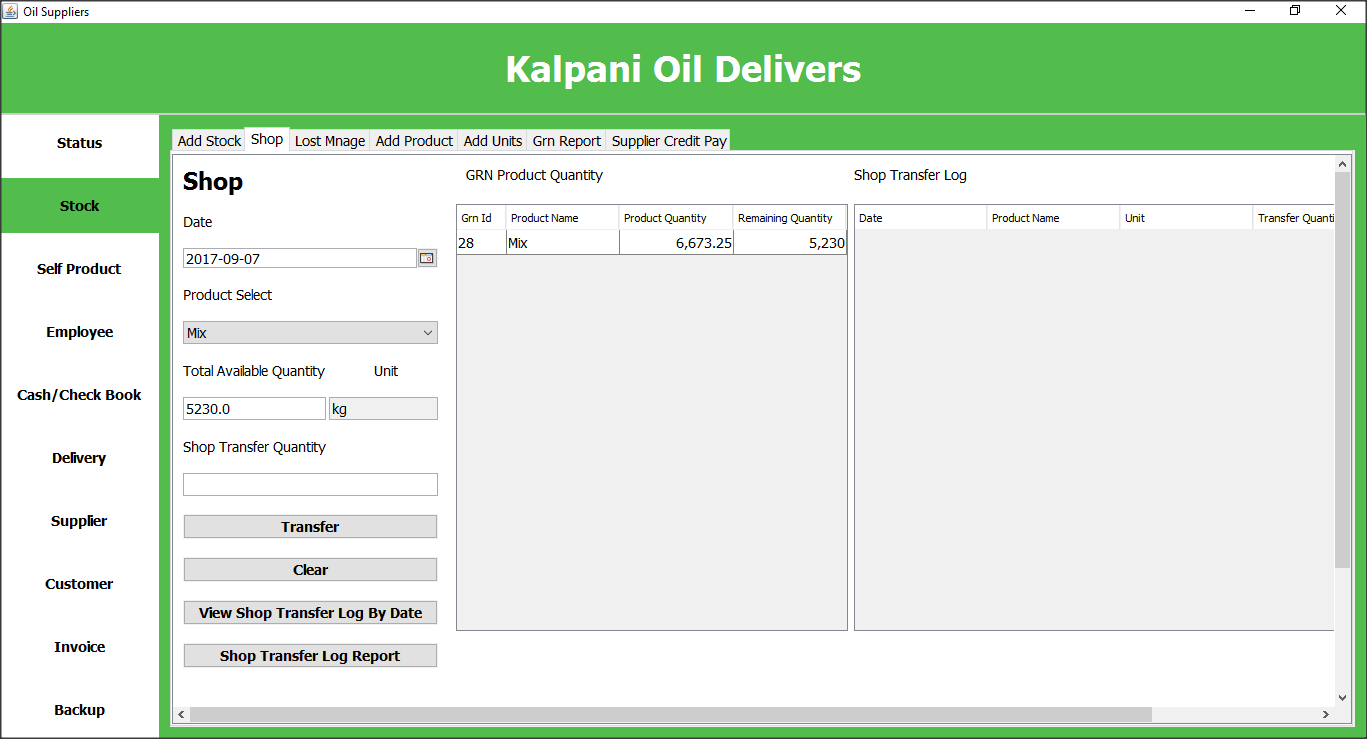 Oil Suppliers
Kalpani Oil Delivers
Status
Stock
Self Product
Employee
Cash/Check Book
Delivery
Supplier
Customer
Invoice
Backup
Add Stock Shop Lost Mnage Add Product Add Units Grn Report Supplier Credit Pay
Shop
Date
2017-09-07
Product Select
Mix
Total Available Quantity Unit
5230.0 kg
Shop Transfer Quantity
Transfer
Clear
View Shop Transfer Log By Date
Shop Transfer Log Report
GRN Product Quantity
Grn Id Product Name Product Quantity Remaining Quantity
28 Mix 6,673.25 5,230
Shop Transfer Log
Date Product Name Unit Transfer Quanti